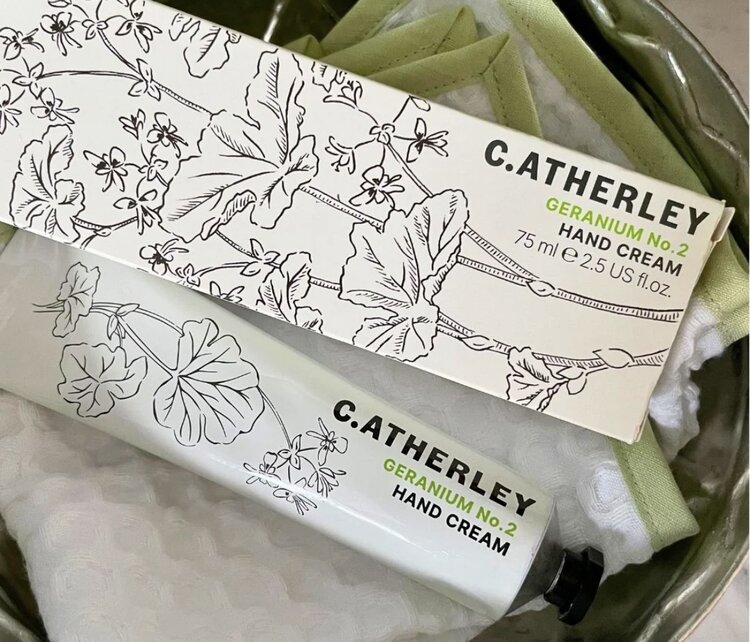 C.ATHERLEY
GERANIUM No.2
HAND CREAM
75 ml ℮ 2.5 US fl.oz.
C.ATHERLEY
GERANIUM No.2
HAND CREAM